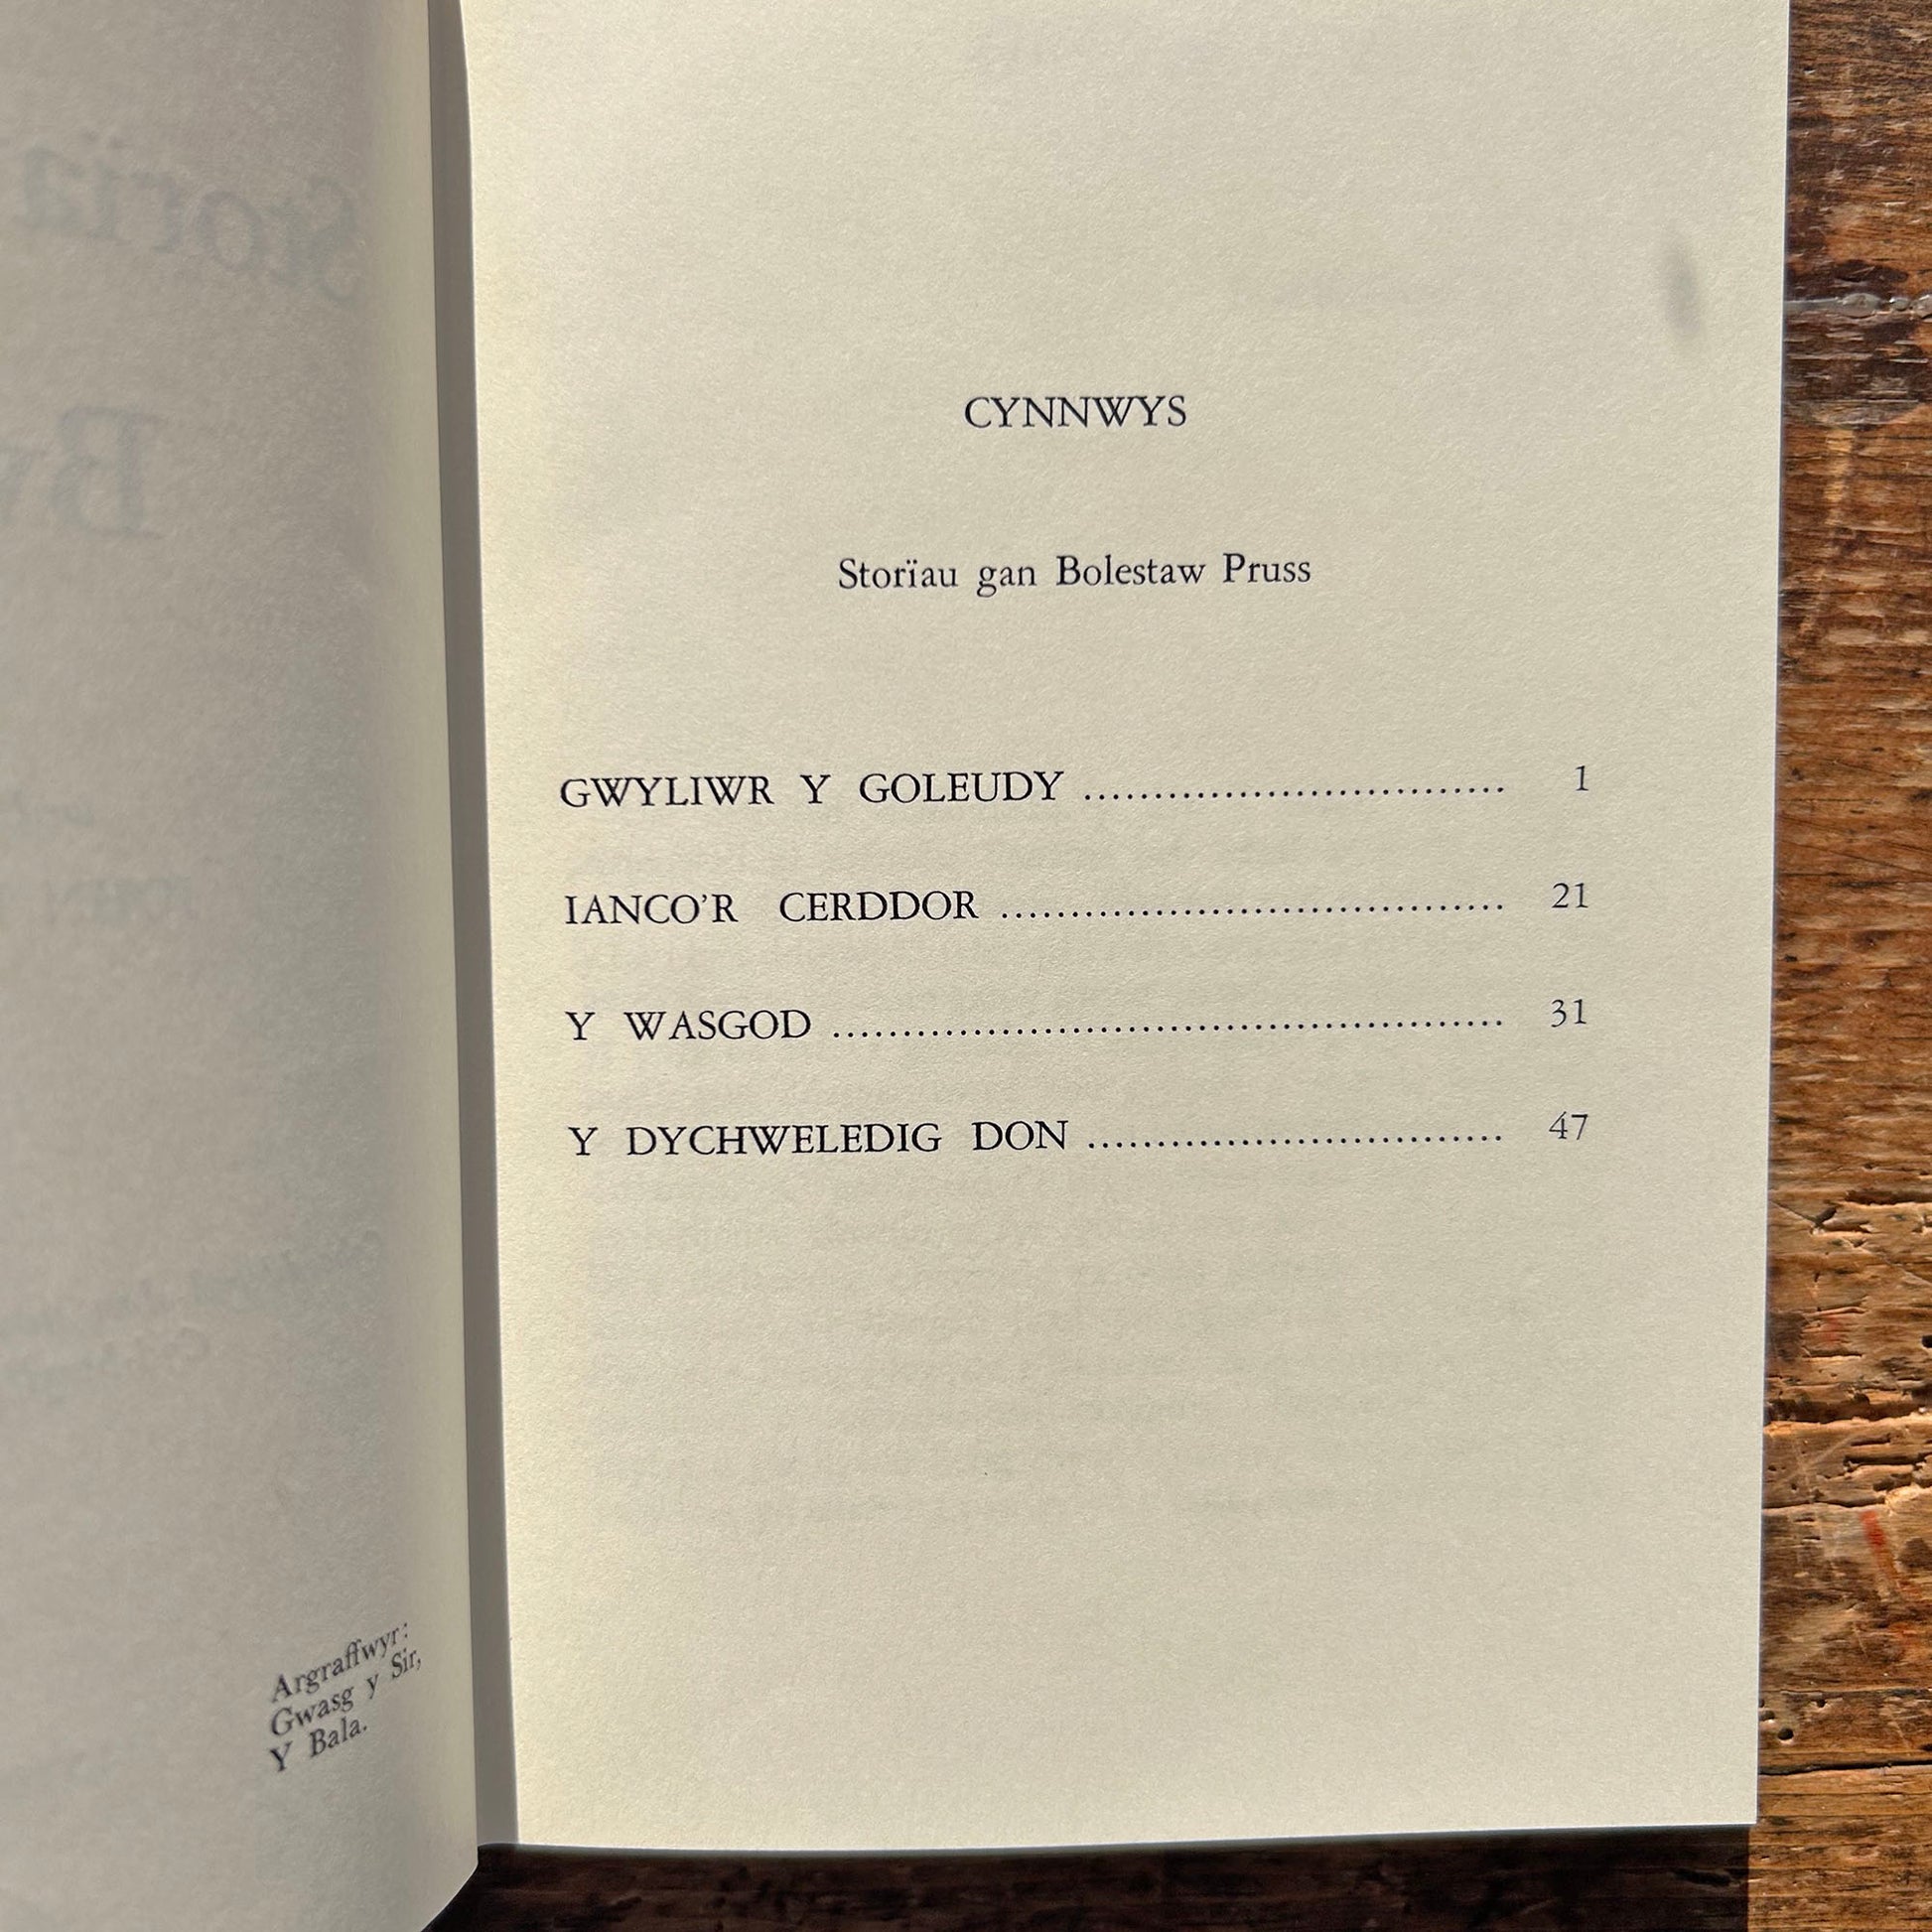 Argraffwyr:
Gwasg y Sir,
Y Bala.
CYNNWYS
Storïau gan Bolestaw Pruss
GWYLIWR Y GOLEUDY .............................. 1
IANCO'R CERDDOR .................................... 21
Y WASGOD ................................................ 31
Y DYCHWELEDIG DON .............................. 47